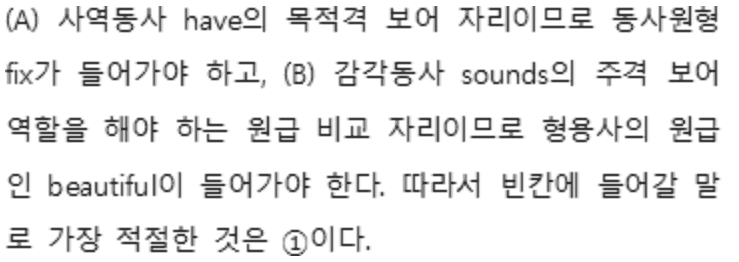 (A) 사역동사 have의 목적격 보어 자리이므로 동사원형
fix가 들어가야 하고, (B) 감각동사 sounds의 주격 보어
역할을 해야 하는 원급 비교 자리이므로 형용사의 원급
인 beautiful이 들어가야 한다. 따라서 빈칸에 들어갈 말
로 가장 적절한 것은 ①이다.